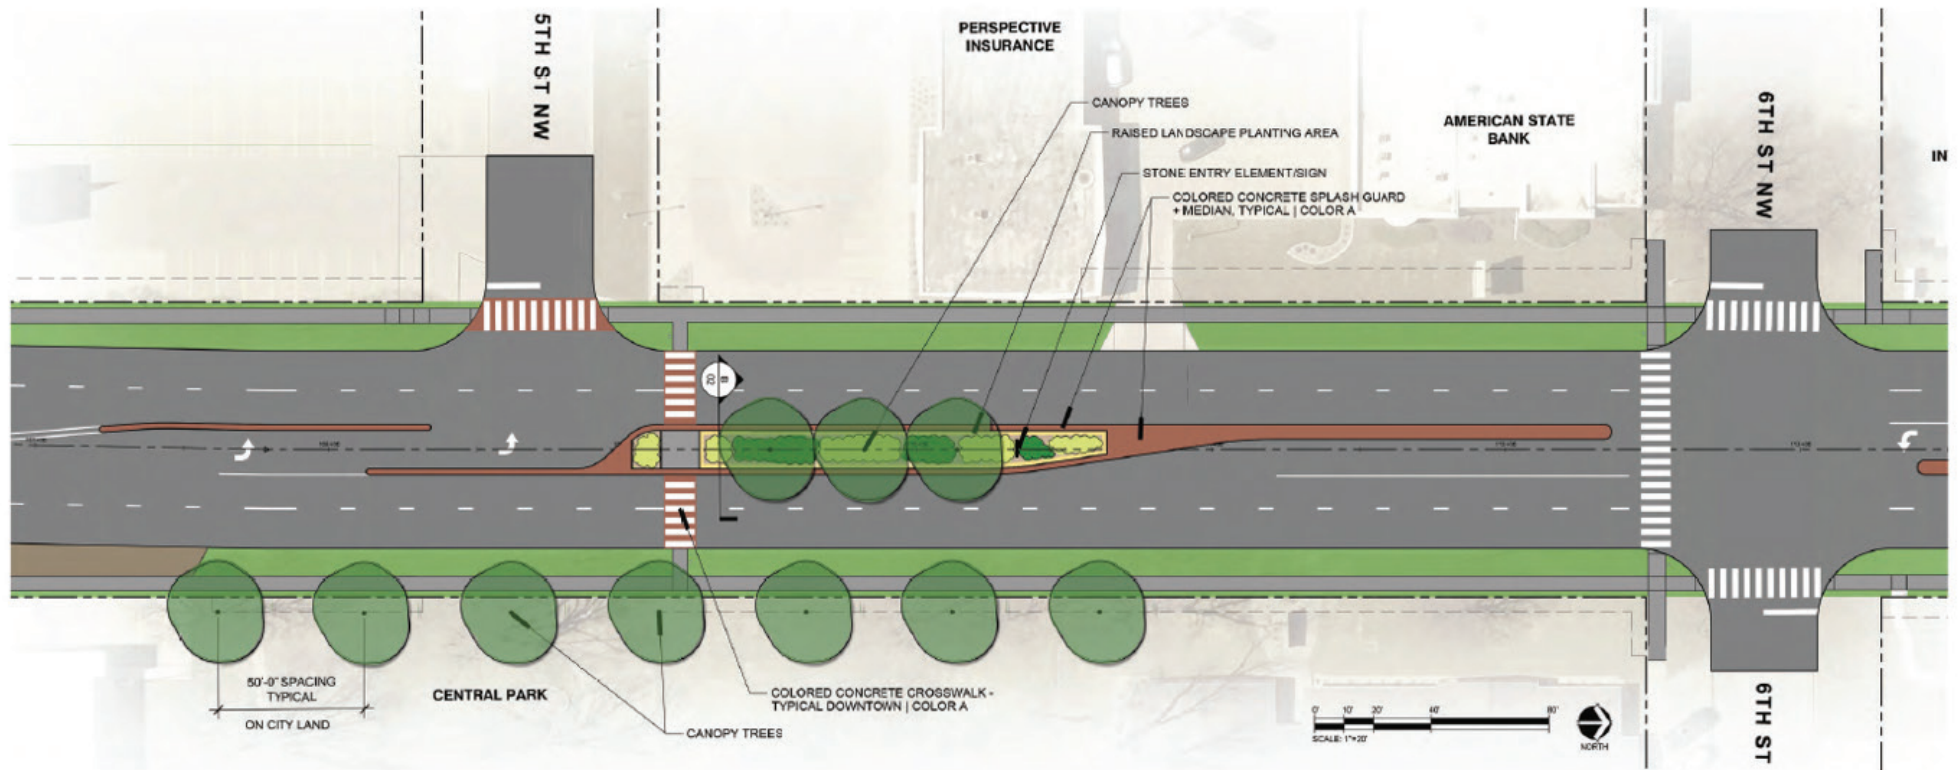 5TH ST NW
PERSPECTIVE
INSURANCE
CANOPY TREES
RAISED LANDSCAPE PLANTING AREA
STONE ENTRY ELEMENT/SIGN
COLORED CONCRETE SPLASH GUARD
+ MEDIAN, TYPICAL | COLOR A
AMERICAN STATE
BANK
6TH ST NW
IN
B
02
50'-0" SPACING
TYPICAL
ON CITY LAND
CENTRAL PARK
COLORED CONCRETE CROSSWALK -
TYPICAL DOWNTOWN | COLOR A
CANOPY TREES
0' 10' 20' 40' 80'
SCALE: 1"=20'
NORTH
6TH ST